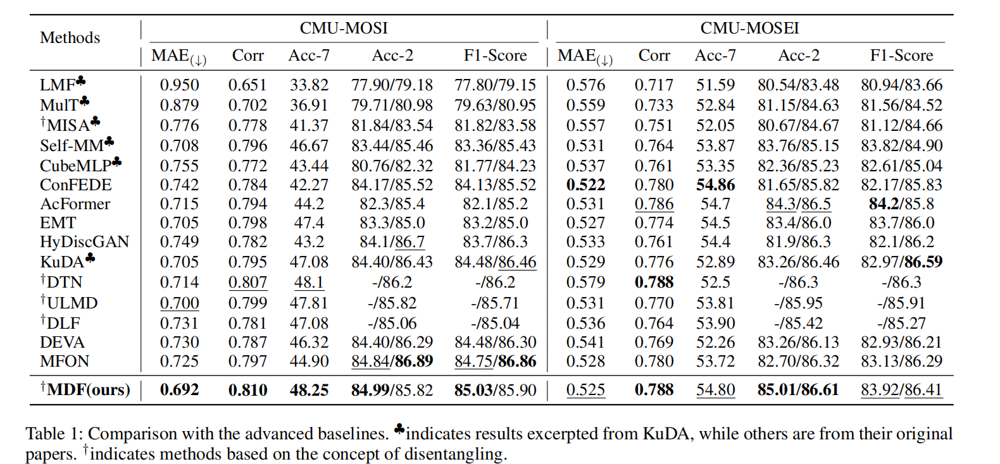 Methods CMU-MOSI CMU-MOSEI
MAE(↓) Corr Acc-7 Acc-2 F1-Score MAE(↓) Corr Acc-7 Acc-2 F1-Score
LMF♣ 0.950 0.651 33.82 77.90/79.18 77.80/79.15 0.576 0.717 51.59 80.54/83.48 80.94/83.66
MulT♣ 0.879 0.702 36.91 79.71/80.98 79.63/80.95 0.559 0.733 52.84 81.15/84.63 81.56/84.52
†MISA♣ 0.776 0.778 41.37 81.84/83.54 81.82/83.58 0.557 0.751 52.05 80.67/84.67 81.12/84.66
Self-MM♣ 0.708 0.796 46.67 83.44/85.46 83.36/85.43 0.531 0.764 53.87 83.76/85.15 83.82/84.90
CubeMLP♣ 0.755 0.772 43.44 80.76/82.32 81.77/84.23 0.537 0.761 53.35 82.36/85.23 82.61/85.04
ConFEDE 0.742 0.784 42.27 84.17/85.52 84.13/85.52 0.522 0.780 54.86 81.65/85.82 82.17/85.83
AcFormer 0.715 0.794 44.2 82.3/85.4 82.1/85.2 0.531 0.786 54.7 84.3/86.5 84.2/85.8
EMT 0.705 0.798 47.4 83.3/85.0 83.2/85.0 0.527 0.774 54.5 83.4/86.0 83.7/86.0
HyDiscGAN 0.749 0.782 43.2 84.1/86.7 83.7/86.3 0.533 0.761 54.4 81.9/86.3 82.1/86.2
KuDA♣ 0.705 0.795 47.08 84.40/86.43 84.48/86.46 0.529 0.776 52.89 83.26/86.46 82.97/86.59
†DTN 0.714 0.807 48.1 -/86.2 -/86.2 0.579 0.788 52.5 -/86.3 -/86.3
†ULMD 0.700 0.799 47.81 -/85.82 -/85.71 0.531 0.770 53.81 -/85.95 -/85.91
†DLF 0.731 0.781 47.08 -/85.06 -/85.04 0.536 0.764 53.90 -/85.42 -/85.27
DEVA 0.730 0.787 46.32 84.40/86.29 84.48/86.30 0.541 0.769 52.26 83.26/86.13 82.93/86.21
MFON 0.725 0.797 44.90 84.84/86.89 84.75/86.86 0.528 0.780 53.72 82.70/86.32 83.13/86.29
†MDF(ours) 0.692 0.810 48.25 84.99/85.82 85.03/85.90 0.525 0.788 54.80 85.01/86.61 83.92/86.41
Table 1: Comparison with the advanced baselines. ♣indicates results excerpted from KuDA, while others are from their original
papers. †indicates methods based on the concept of disentangling.